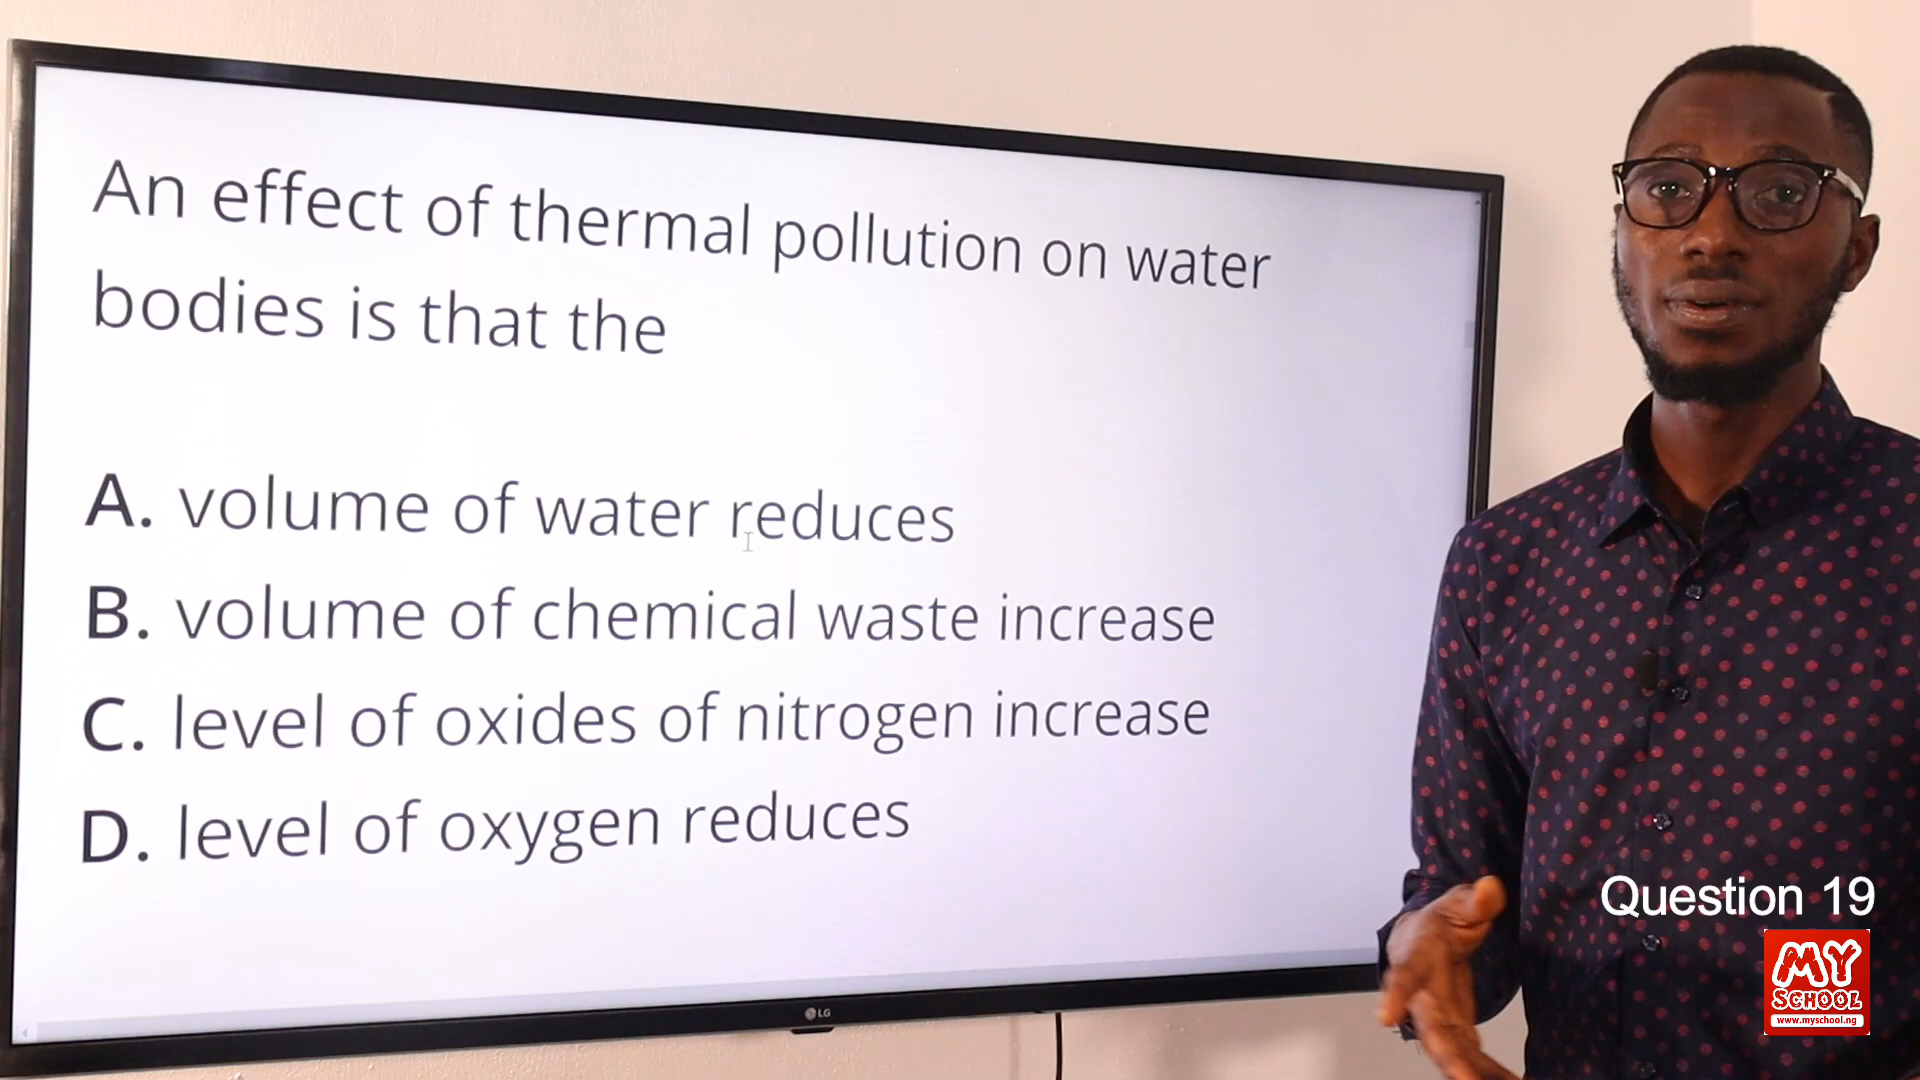 An effect of thermal pollution on water
bodies is that the
A. volume of water reduces
B. volume of chemical waste increase
C. level of oxides of nitrogen increase
D. level of oxygen reduces
LG
Question 19
MY
SCHOOL
www.myschool.ng